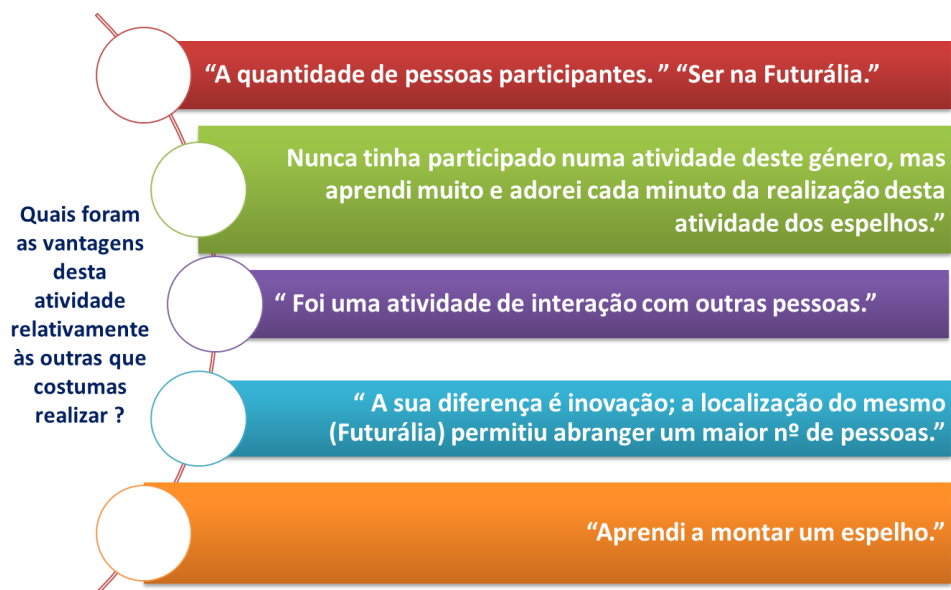 Quais foram
as vantagens
desta
atividade
relativamente
às outras que
costumas
realizar ?
“A quantidade de pessoas participantes. ” “Ser na Futurália.”
Nunca tinha participado numa atividade deste género, mas
aprendi muito e adorei cada minuto da realização desta
atividade dos espelhos.”
“ Foi uma atividade de interação com outras pessoas.”
“ A sua diferença é inovação; a localização do mesmo
(Futurália) permitiu abranger um maior nº de pessoas.”
“Aprendi a montar um espelho.”